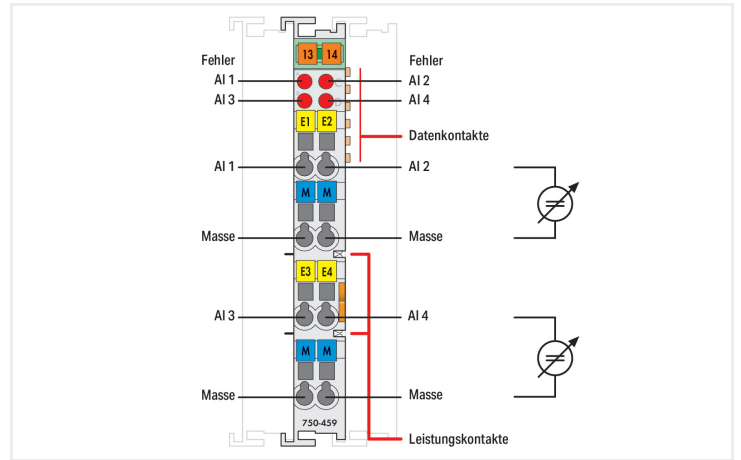 13 14
Fehler Fehler
AI 1 AI 2
AI 3 AI 4
E1 E2
Datenkontakte
AI 1 AI 2
M M
Masse Masse
E3 E4
AI 3 AI 4
M M
Masse Masse
750-459
Leistungskontakte